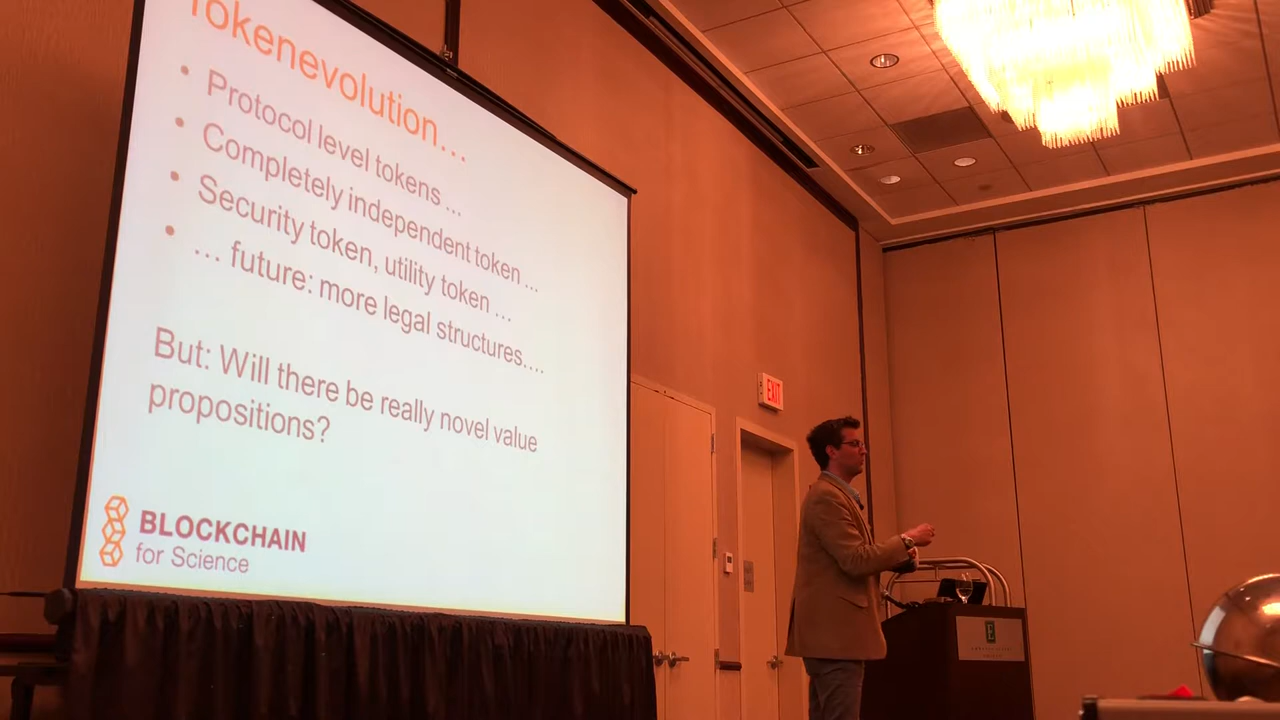 Tokenevolution...
• Protocol level tokens ...
• Completely independent token ...
• Security token, utility token ...
• ... future: more legal structures....
But: Will there be really novel value
propositions?
BLOCKCHAIN
for Science
EXIT
E